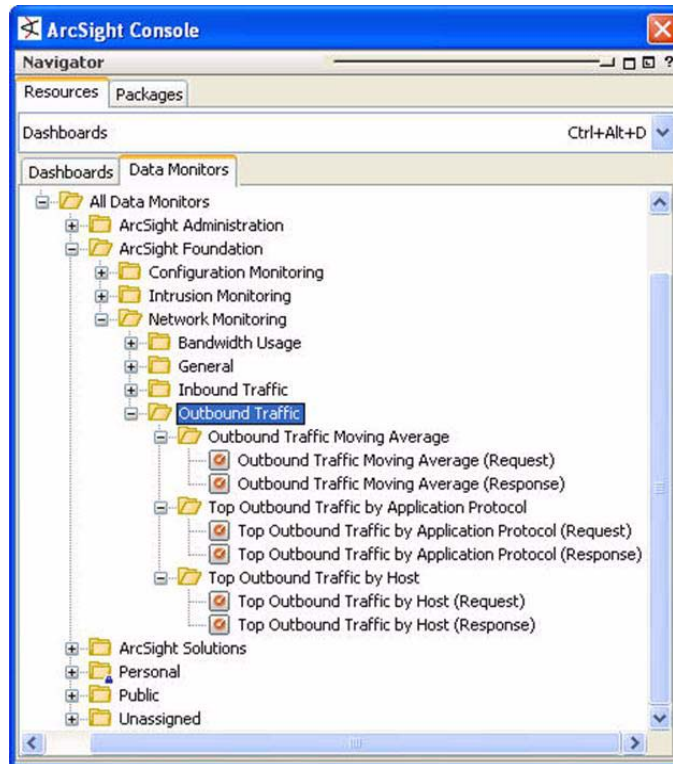 ArcSight Console
Navigator
?
Resources Packages
Dashboards Ctrl+Alt+D
Dashboards Data Monitors
All Data Monitors
ArcSight Administration
ArcSight Foundation
Configuration Monitoring
Intrusion Monitoring
Network Monitoring
Bandwidth Usage
General
Inbound Traffic
Outbound Traffic
Outbound Traffic Moving Average
Outbound Traffic Moving Average (Request)
Outbound Traffic Moving Average (Response)
Top Outbound Traffic by Application Protocol
Top Outbound Traffic by Application Protocol (Request)
Top Outbound Traffic by Application Protocol (Response)
Top Outbound Traffic by Host
Top Outbound Traffic by Host (Request)
Top Outbound Traffic by Host (Response)
ArcSight Solutions
Personal
Public
Unassigned